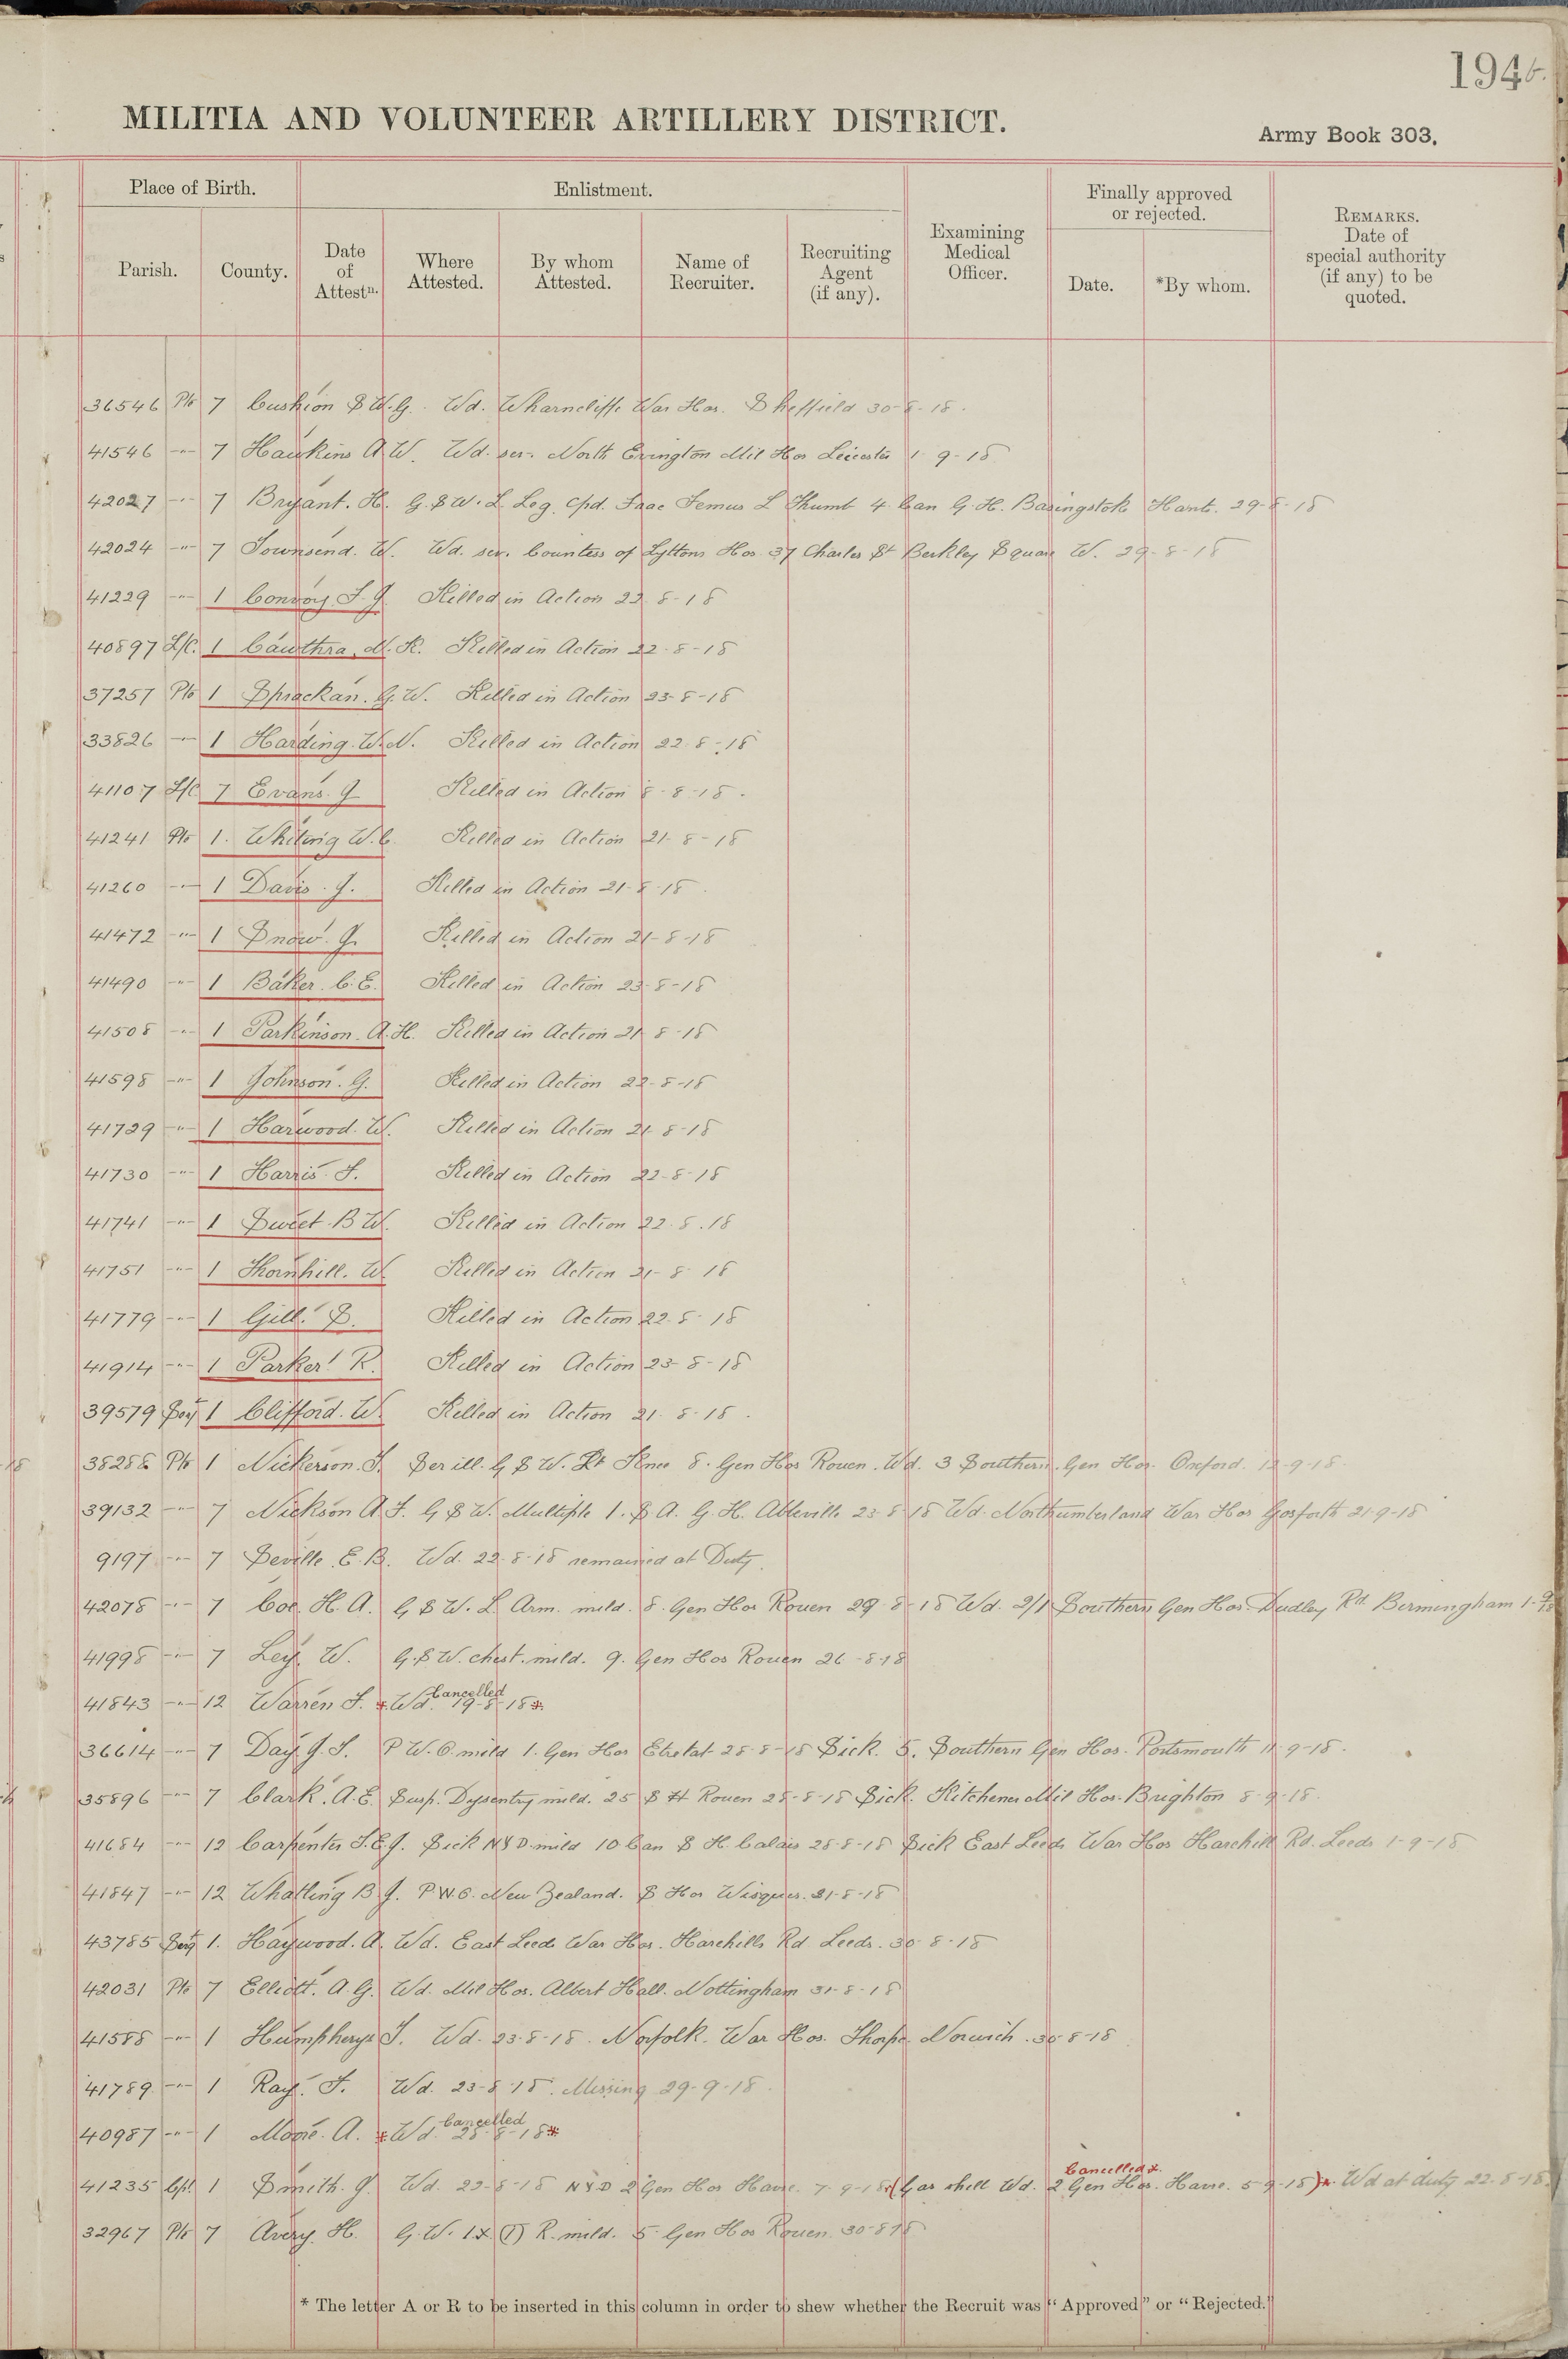 194b.
MILITIA AND VOLUNTEER ARTILLERY DISTRICT.
Army Book 303.
Place of Birth.
Enlistment.
Finally approved or rejected.
Parish.
County.
Date of Attestn.
Where Attested.
By whom Attested.
Name of Recruiter.
Recruiting Agent (if any).
Examining Medical Officer.
Date.
*By whom.
REMARKS. Date of special authority (if any) to be quoted.
36546 Pte 7 Cushion S W.G. Wd. Wharncliffe War Hos. Sheffield 30-8-18.
41546 -"- 7 Hawkins A W. Wd. sev. North Evington Mil Hos Leicester 1-9-18
42027 -"- 7 Bryant. H. G.S W. L Leg. Cpd. Frac Femur L Thumb 4 Can G. H. Basingstoke Hants. 29-8-18
42024 -"- 7 Townsend. W. Wd. sev. Countess of Lyttons Hos 37 Charles St Berkley Square W. 29-8-18
41229 -"- 1 Convoy F. J. Killed in Action 22-8-18
40897 L/C. 1 Cawthra, N. K. Killed in Action 22-8-18
37257 Pte 1 Sprackan. G. W. Killed in Action 23-8-18
33826 -"- 1 Harding. W. N. Killed in Action 22-8-18
41107 L/C 7 Evans. J Killed in Action 8-8-18.
41241 Pte 1. Whiting W. C. Killed in Action 21-8-18
41260 -"- 1 Davis. J. Killed in Action 21-8-18.
41472 -"- 1 Snow. J. Killed in Action 21-8-18
41490 -"- 1 Baker. C. E. Killed in Action 23-8-18
41508 -"- 1 Parkinson. A. H. Killed in Action 21-8-18
41598 -"- 1 Johnson. G. Killed in Action 22-8-18
41729 -"- 1 Harwood. W. Killed in Action 21-8-18
41730 -"- 1 Harris. F. Killed in Action 22-8-18
41741 -"- 1 Sweet. B W. Killed in Action 22.8.18
41751 -"- 1 Thornhill. W. Killed in Action 21-8-18
41779 -"- 1 Gill. S. Killed in Action 22-8-18
41914 -"- 1 Parker R. Killed in Action 23-8-18
39579 Sergt 1 Clifford. W. Killed in Action 21.8.18.
38288 Pte 1 Nickerson. J. Ser ill. G S W. Rt Knee 8. Gen Hos Rouen. Wd. 3 Southern Gen Hos. Oxford. 12-9-18.
39132 -"- 7 Nickson A J. G S W. Multiple 1. S A. G. H. Abbeville 23-8-18 Wd. Northumberland War Hos Gosforth 21-9-18
9197 -"- 7 Seville. E. B. Wd. 22-8-18 remained at Duty.
42078 -"- 7 Coe. H. A. G S W. L Arm. mild. 8. Gen Hos Rouen 29-8-18 Wd. 2/1 Southern Gen Hos. Dudley Rd. Birmingham 1-9-18
41998 -"- 7 Ley. W. G. S W. chest. mild. 9. Gen Hos Rouen 26-8-18
Cancelled
41843 -"- 12 Warren J. * Wd. 19-8-18*
36614 -"- 7 Day J. S. P. U. O. mild 1. Gen Hos Etretat 28-8-18 Sick. 5. Southern Gen Hos. Portsmouth 11-9-18.
35896 -"- 7 Clark. A. E. Susp. Dysentry mild. 25 S H Rouen 28-8-18 Sick. Kitchener Mil Hos. Brighton 8-9-18.
41684 -"- 12 Carpenter J. E. J. Sick N Y D mild 10 Can S H. Calais 28-8-18 Sick East Leeds War Hos Harehill Rd. Leeds 1-9-18
41847 -"- 12 Whatling B J. P U O. New Zealand. S Hos Wisques. 31-8-18
43785 Sergt 1. Haywood. A. Wd. East Leeds War Hos. Harehills Rd. Leeds. 30-8-18
42031 Pte 7 Elliott. A. G. Wd. Mil Hos. Albert Hall. Nottingham 31-8-18
41588 -"- 1 Humpherys J. Wd. 23-8-18. Norfolk. War Hos. Thorpe. Norwich. 30-8-18
41789 -"- 1 Ray. F. Wd. 23-8-18. Missing 29-9-18.
Cancelled
40987 -"- 1 Moore. A. * Wd. 28-8-18*
Cancelled *
41235 Cpl. 1 Smith. J. Wd. 22-8-18 N Y D 2 Gen Hos Havre. 7-9-18 *(Gas shell Wd. 2 Gen Hos. Havre. 5-9-18)* Wd at duty 22-8-18.
32967 Pte 7 Avery. H. G. W. 1 x (1) R. mild. 5. Gen Hos Rouen. 30-8-18
* The letter A or R to be inserted in this column in order to shew whether the Recruit was "Approved" or "Rejected."